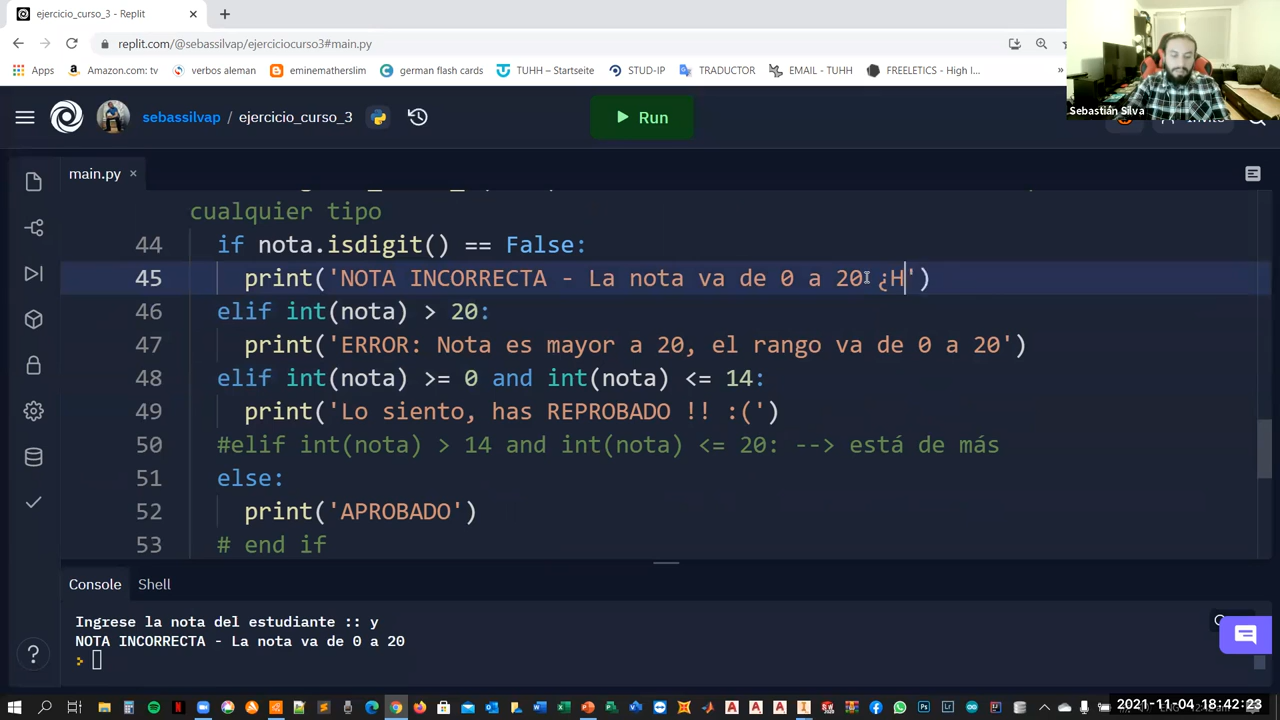 ejercicio_curso_3 - Replit
replit.com/@sebassilvap/ejerciciocurso3#main.py
Apps Amazon.com: tv verbos aleman eminematherslim german flash cards TUHH – Startseite STUD-IP TRADUCTOR EMAIL - TUHH FREELETICS - High I...
Sebastián Silva
sebassilvap / ejercicio_curso_3 Run
main.py
cualquier tipo
44 if nota.isdigit() == False:
45 print('NOTA INCORRECTA - La nota va de 0 a 20 ¿H')
46 elif int(nota) > 20:
47 print('ERROR: Nota es mayor a 20, el rango va de 0 a 20')
48 elif int(nota) >= 0 and int(nota) <= 14:
49 print('Lo siento, has REPROBADO !! :(')
50 #elif int(nota) > 14 and int(nota) <= 20: --> está de más
51 else:
52 print('APROBADO')
53 # end if
Console Shell
Ingrese la nota del estudiante :: y
NOTA INCORRECTA - La nota va de 0 a 20
2021-11-04 18:42:23